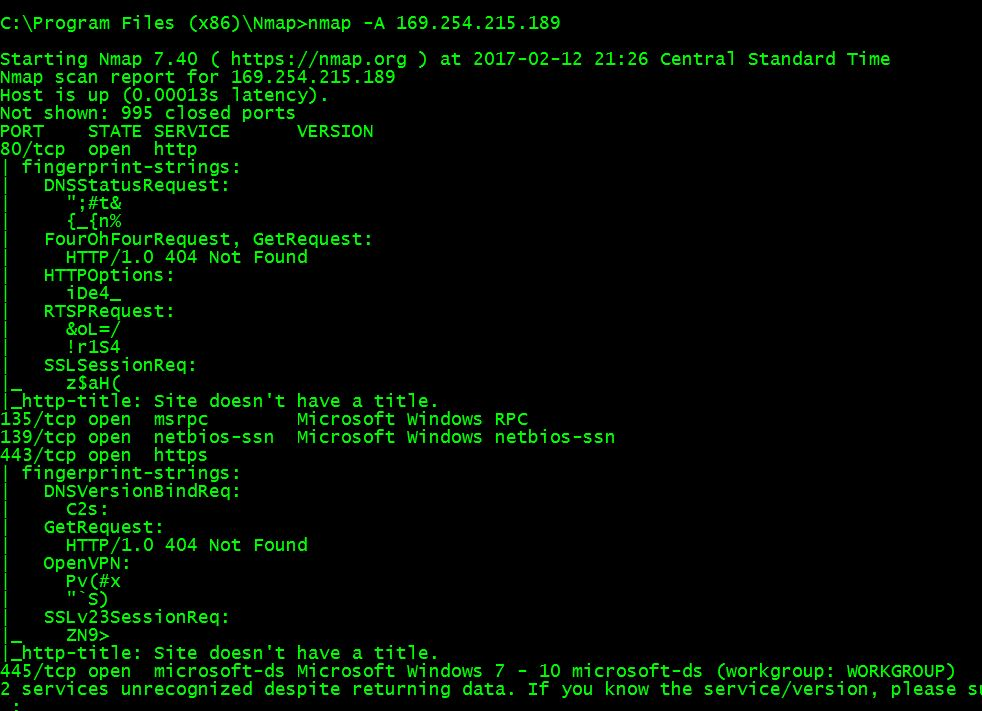 C:\Program Files (x86)\Nmap>nmap -A 169.254.215.189
Starting Nmap 7.40 ( https://nmap.org ) at 2017-02-12 21:26 Central Standard Time
Nmap scan report for 169.254.215.189
Host is up (0.00013s latency).
Not shown: 995 closed ports
PORT    STATE SERVICE      VERSION
80/tcp  open  http
| fingerprint-strings:
|   DNSStatusRequest:
|     ";#t&
|     {_{n%
|   FourOhFourRequest, GetRequest:
|     HTTP/1.0 404 Not Found
|   HTTPOptions:
|     iDe4_
|   RTSPRequest:
|     &oL=/
|     !r1S4
|   SSLSessionReq:
|_    z$aH(
|_http-title: Site doesn't have a title.
135/tcp open  msrpc        Microsoft Windows RPC
139/tcp open  netbios-ssn  Microsoft Windows netbios-ssn
443/tcp open  https
| fingerprint-strings:
|   DNSVersionBindReq:
|     C2s:
|   GetRequest:
|     HTTP/1.0 404 Not Found
|   OpenVPN:
|     Pv(#x
|     "`S)
|   SSLv23SessionReq:
|_    ZN9>
|_http-title: Site doesn't have a title.
445/tcp open  microsoft-ds Microsoft Windows 7 - 10 microsoft-ds (workgroup: WORKGROUP)
2 services unrecognized despite returning data. If you know the service/version, please
: